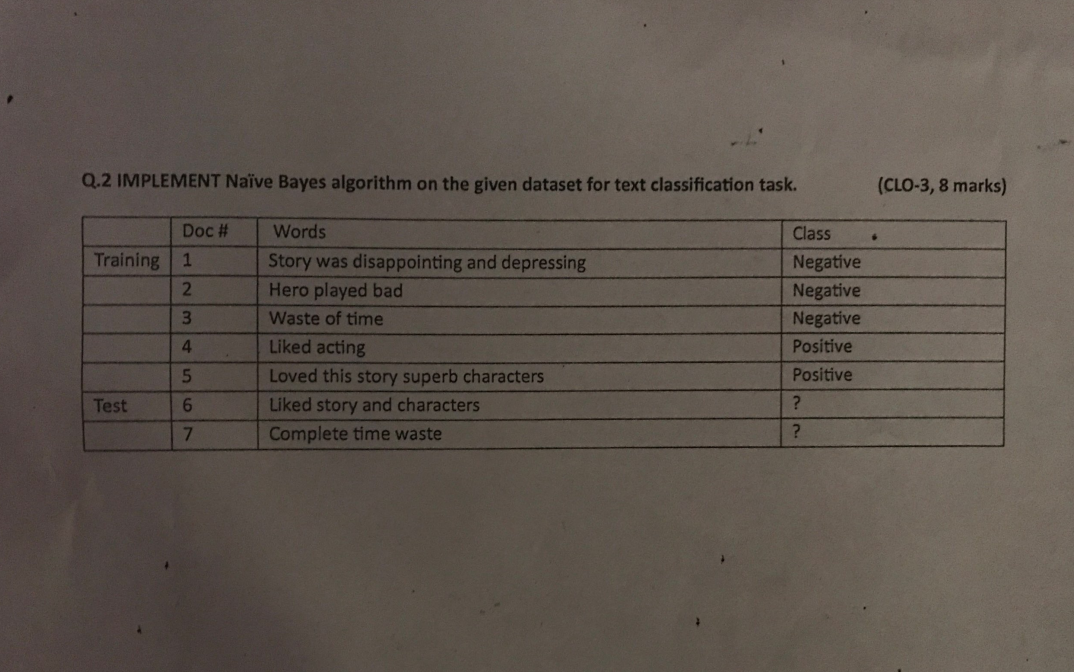 Q.2 IMPLEMENT Naïve Bayes algorithm on the given dataset for text classification task. (CLO-3, 8 marks)
Doc # Words Class
Training 1 Story was disappointing and depressing Negative
2 Hero played bad Negative
3 Waste of time Negative
4 Liked acting Positive
5 Loved this story superb characters Positive
Test 6 Liked story and characters ?
7 Complete time waste ?